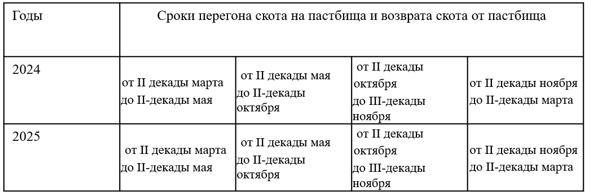 Годы
Сроки перегона скота на пастбища и возврата скота от пастбища
2024
от II декады марта
до II-декады мая
от II декады мая
до II-декады
октября
от II декады
октября
до III-декады
ноября
от II декады ноября
до II-декады марта
2025
от II декады марта
до II-декады мая
от II декады мая
до II-декады
октября
от II декады
октября
до III-декады
ноября
от II декады ноября
до II-декады марта